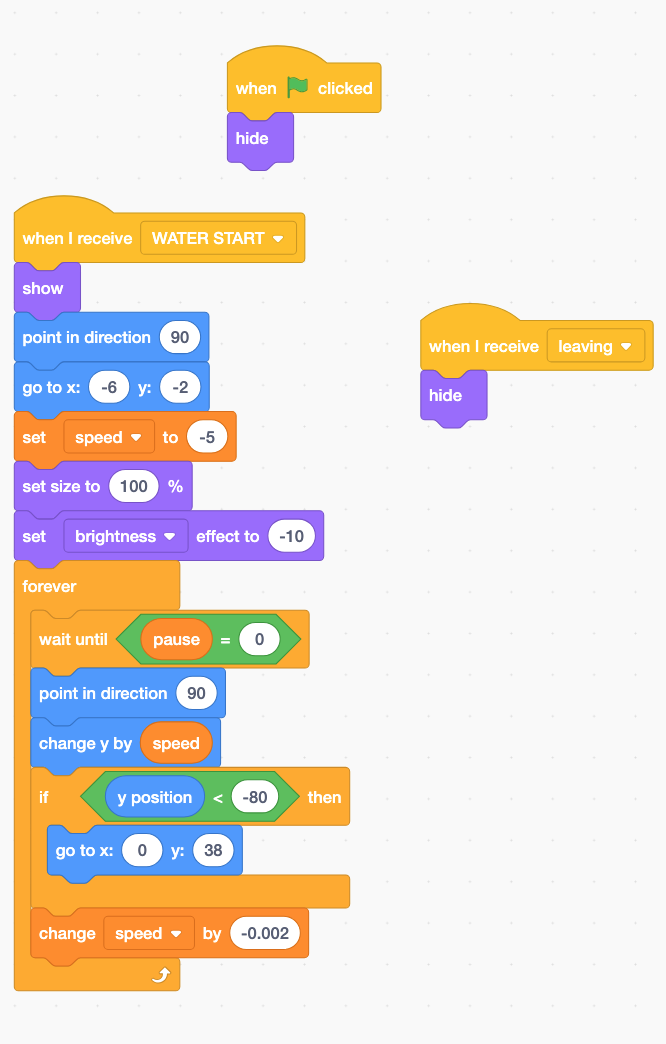 when clicked
hide
when I receive WATER START
show
point in direction 90
go to x: -6 y: -2
set speed to -5
set size to 100 %
set brightness effect to -10
forever
wait until pause = 0
point in direction 90
change y by speed
if y position < -80 then
go to x: 0 y: 38
change speed by -0.002
when I receive leaving
hide